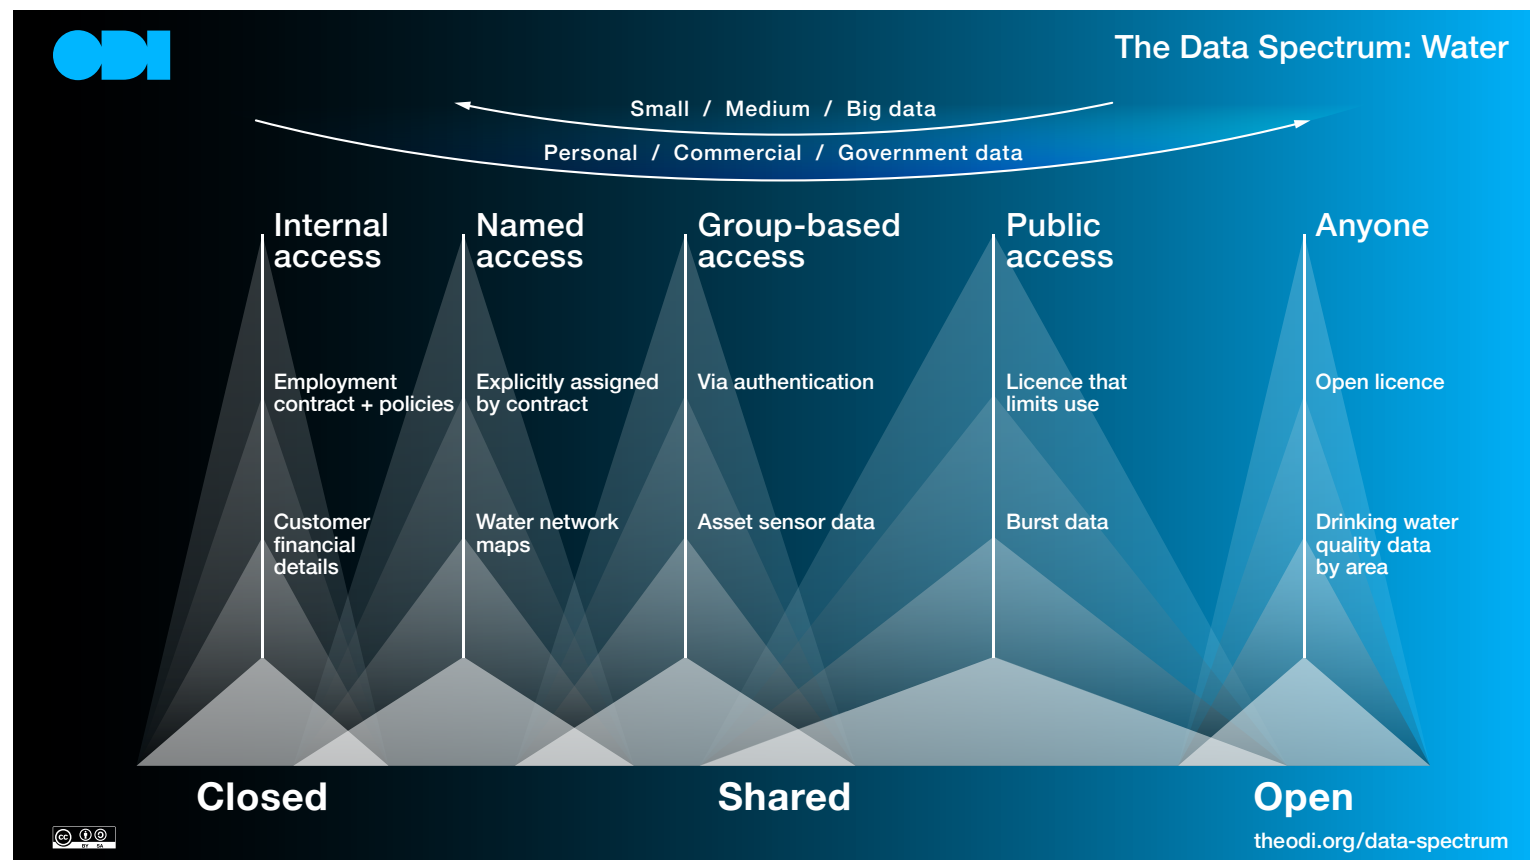 ODI
The Data Spectrum: Water
Small / Medium / Big data
Personal / Commercial / Government data
Internal
access
Named
access
Group-based
access
Public
access
Anyone
Employment
contract + policies
Explicitly assigned
by contract
Via authentication
Licence that
limits use
Open licence
Customer
financial
details
Water network
maps
Asset sensor data
Burst data
Drinking water
quality data
by area
Closed
Shared
Open
cc
BY SA
theodi.org/data-spectrum